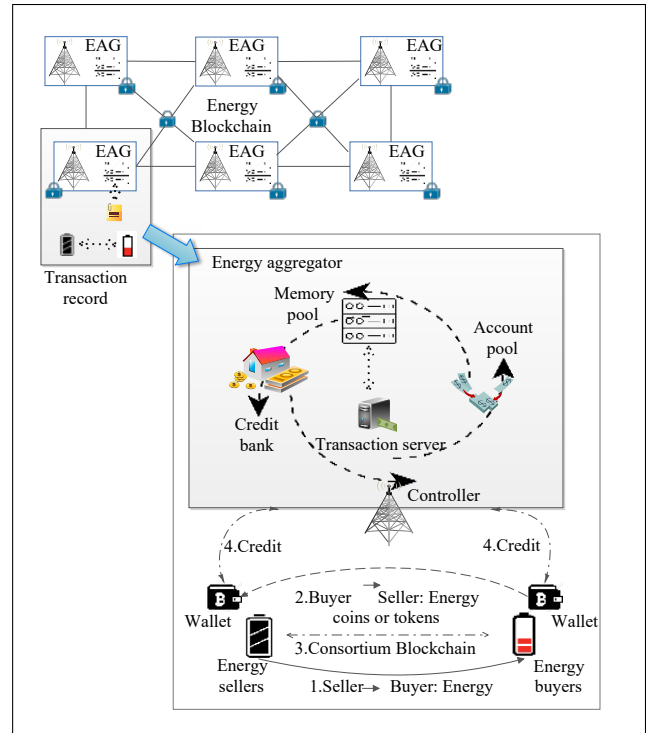 EAG
EAG
EAG
Energy
Blockchain
EAG
EAG
EAG
Transaction
record
Energy aggregator
Memory
pool
Account
pool
Credit
bank
Transaction server
Controller
4.Credit
4.Credit
Wallet
Wallet
2.Buyer Seller: Energy
coins or tokens
3.Consortium Blockchain
Energy
sellers
Energy
buyers
1.Seller Buyer: Energy